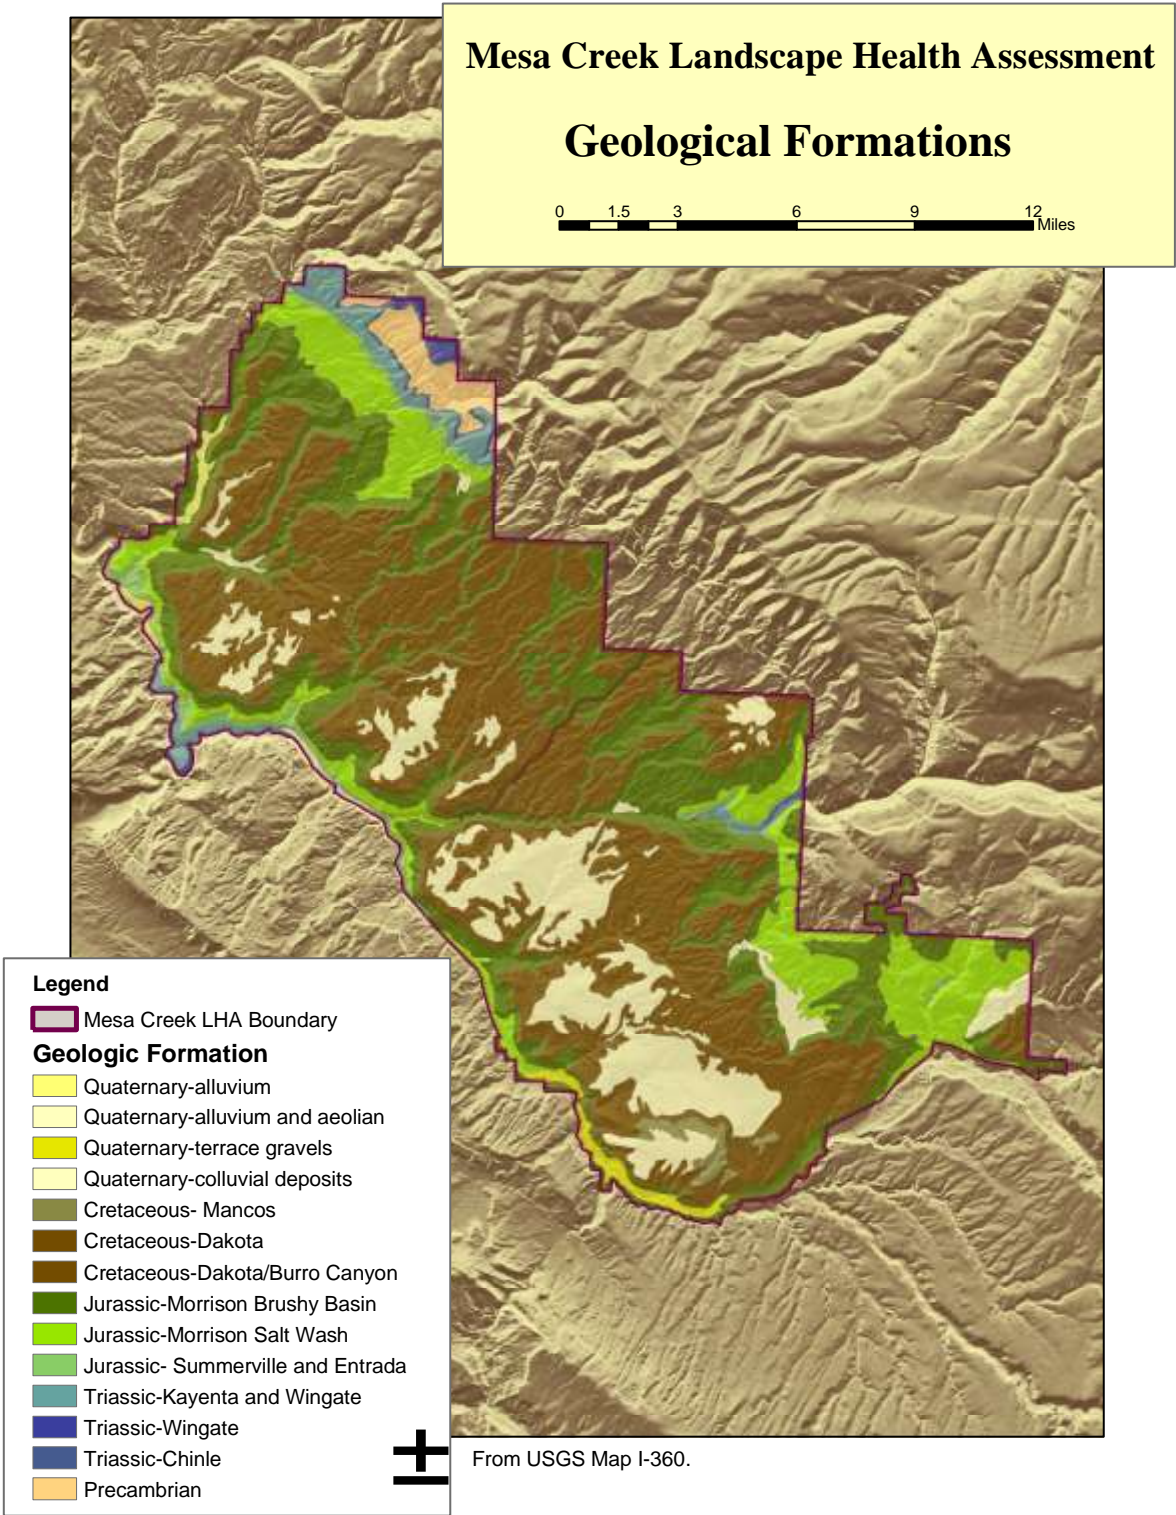 Mesa Creek Landscape Health Assessment
Geological Formations
0 1.5 3 6 9 12
Miles
Legend
Mesa Creek LHA Boundary
Geologic Formation
Quaternary-alluvium
Quaternary-alluvium and aeolian
Quaternary-terrace gravels
Quaternary-colluvial deposits
Cretaceous- Mancos
Cretaceous-Dakota
Cretaceous-Dakota/Burro Canyon
Jurassic-Morrison Brushy Basin
Jurassic-Morrison Salt Wash
Jurassic- Summerville and Entrada
Triassic-Kayenta and Wingate
Triassic-Wingate
Triassic-Chinle
Precambrian
±
From USGS Map I-360.